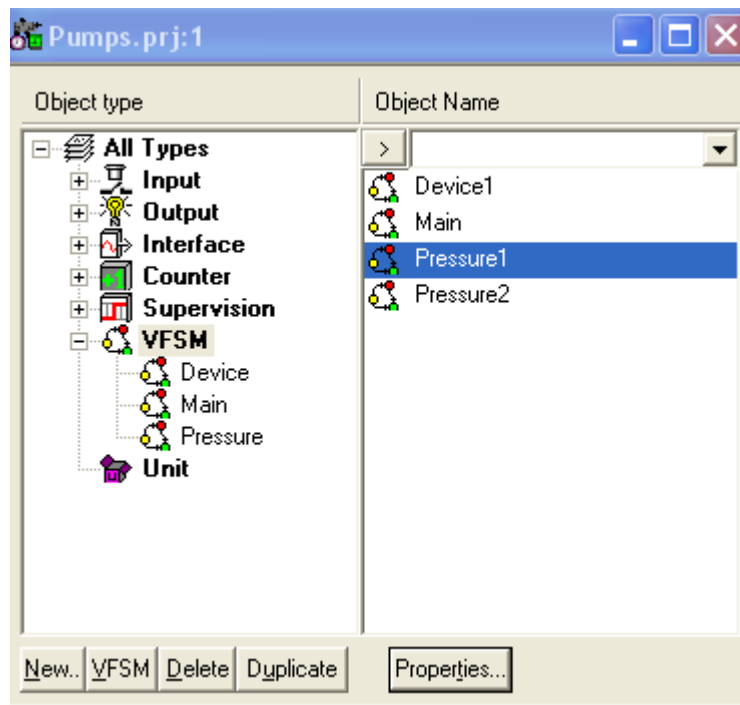 Pumps.prj:1
Object type
Object Name
All Types
Input
Output
Interface
Counter
Supervision
VFSM
Device
Main
Pressure
Unit
>
Device1
Main
Pressure1
Pressure2
New.. VFSM Delete Duplicate Properties...